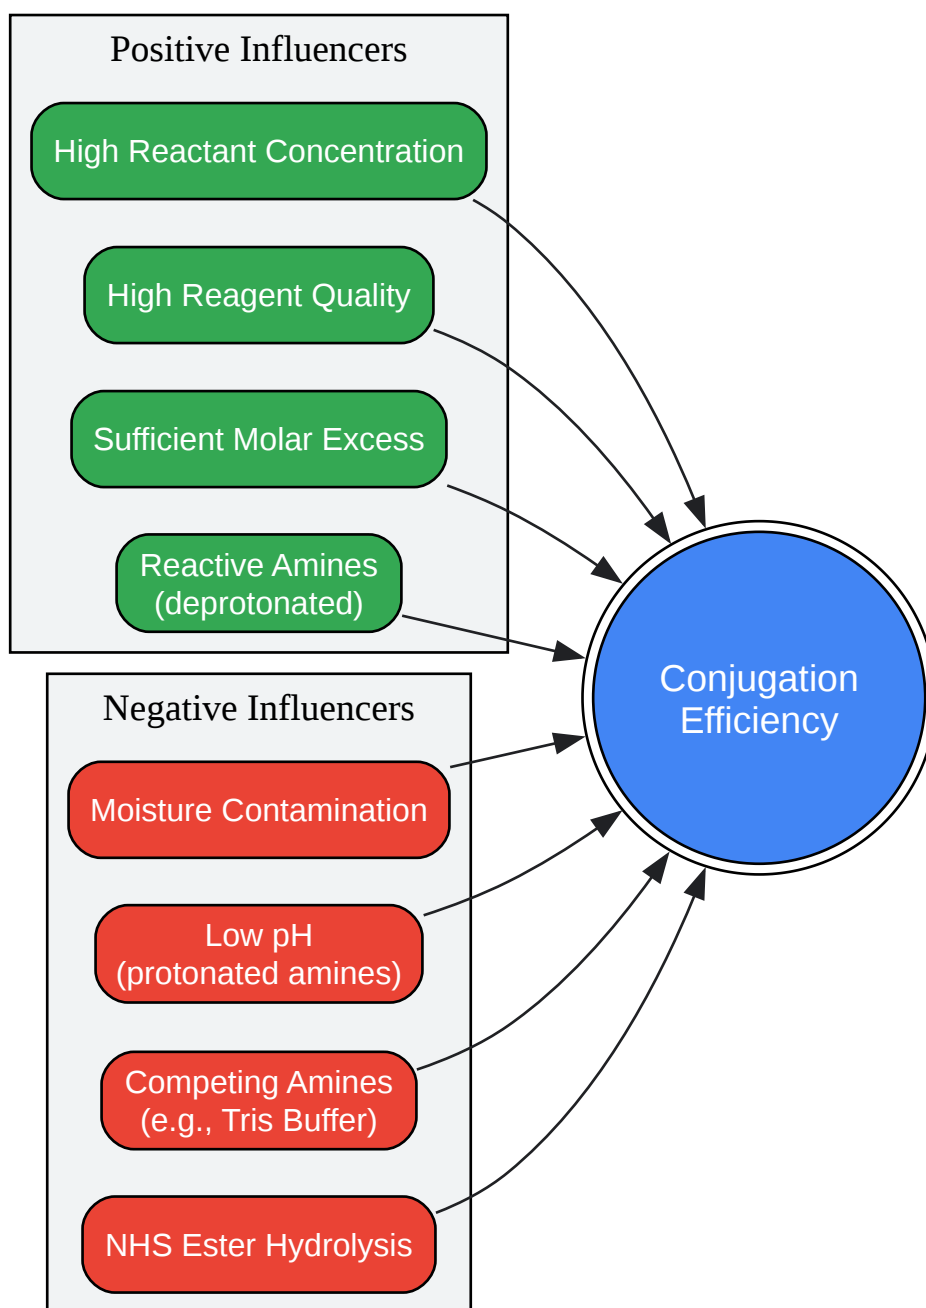 Positive Influencers
High Reactant Concentration
High Reagent Quality
Sufficient Molar Excess
Reactive Amines
(deprotonated)
Negative Influencers
Moisture Contamination
Low pH
(protonated amines)
Competing Amines
(e.g., Tris Buffer)
NHS Ester Hydrolysis
Conjugation
Efficiency